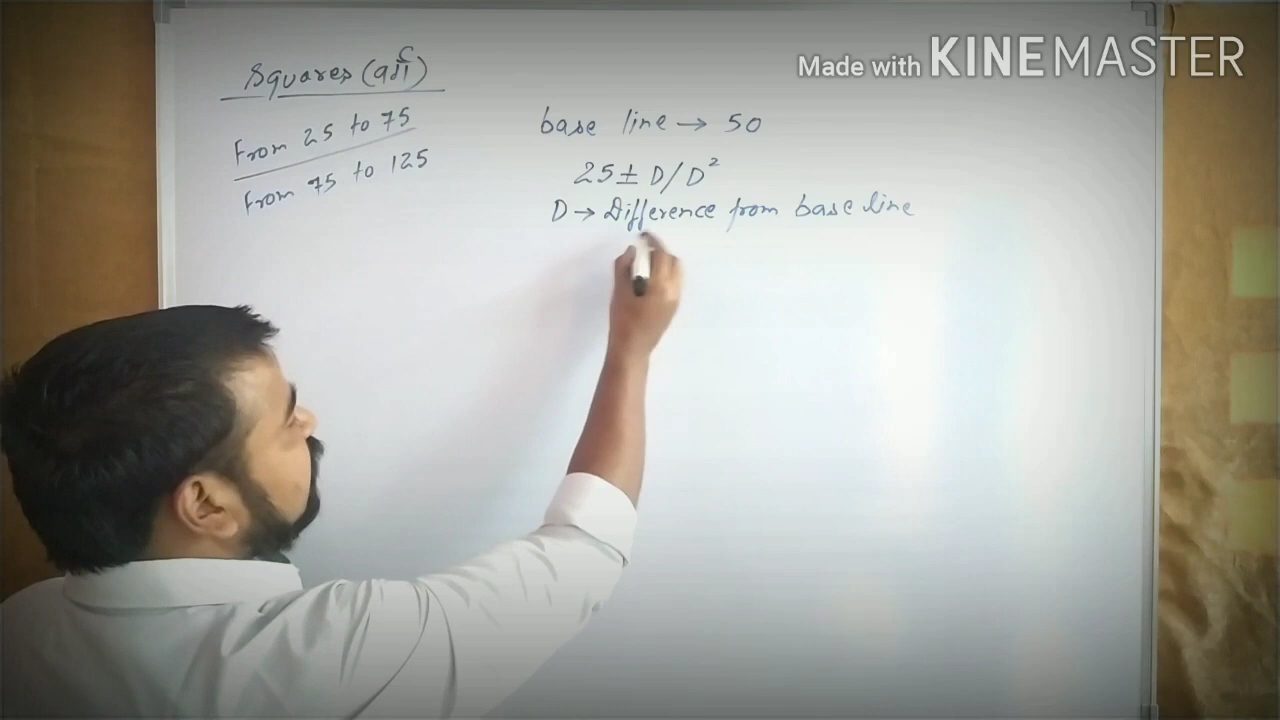 Made with KINEMASTER
Squares (वर्ग)
From 25 to 75
From 75 to 125
base line → 50
25 ± D/D²
D → Difference from base line